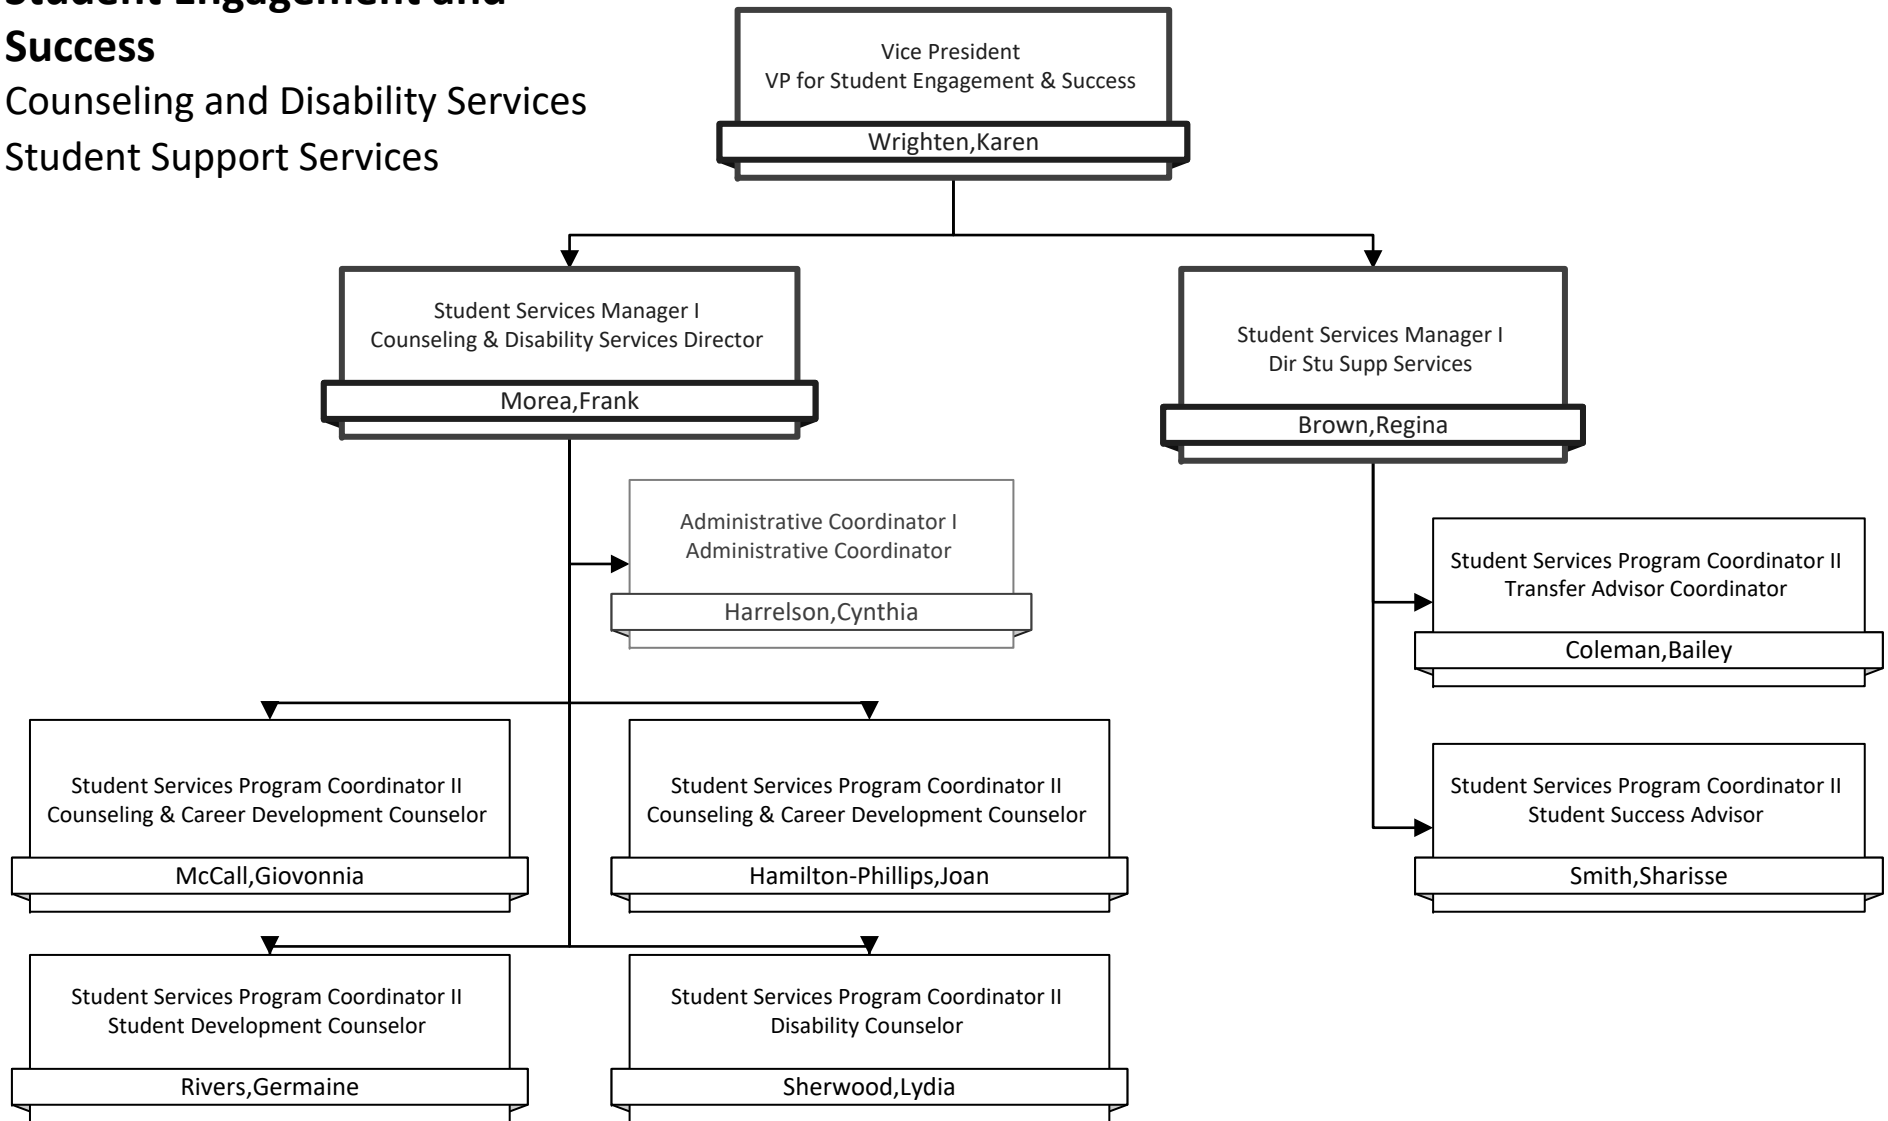 Student Engagement and
Success
Counseling and Disability Services
Student Support Services
Vice President
VP for Student Engagement & Success
Wrighten,Karen
Student Services Manager I
Counseling & Disability Services Director
Morea,Frank
Student Services Manager I
Dir Stu Supp Services
Brown,Regina
Administrative Coordinator I
Administrative Coordinator
Harrelson,Cynthia
Student Services Program Coordinator II
Transfer Advisor Coordinator
Coleman,Bailey
Student Services Program Coordinator II
Counseling & Career Development Counselor
McCall,Giovonnia
Student Services Program Coordinator II
Counseling & Career Development Counselor
Hamilton-Phillips,Joan
Student Services Program Coordinator II
Student Success Advisor
Smith,Sharisse
Student Services Program Coordinator II
Student Development Counselor
Rivers,Germaine
Student Services Program Coordinator II
Disability Counselor
Sherwood,Lydia